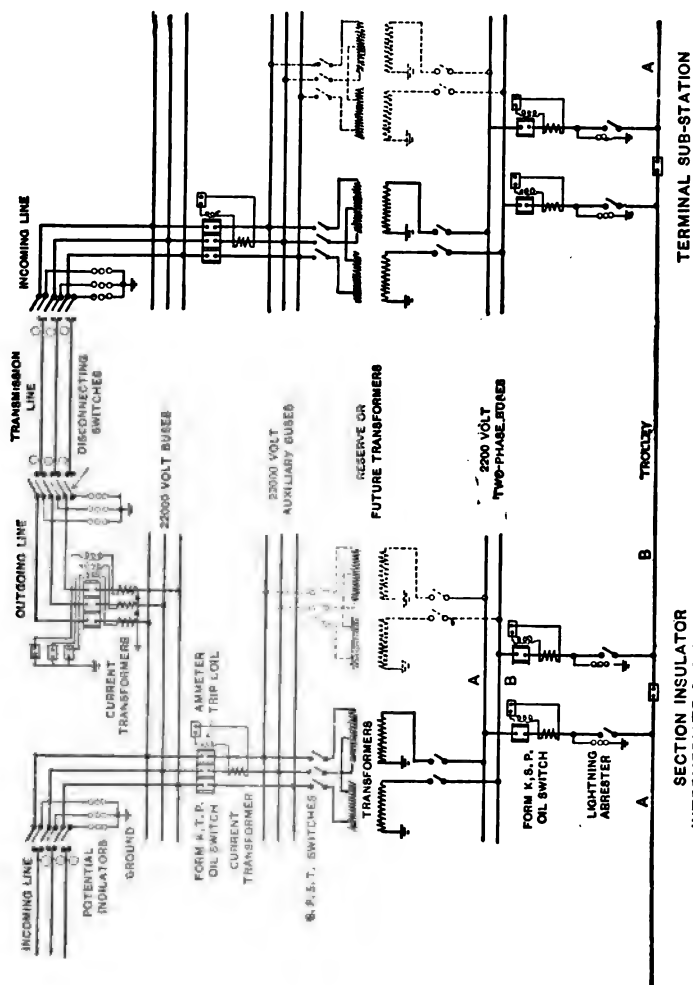 INCOMING LINE
POTENTIAL
INDICATORS
GROUND
FORM K, T. P.
OIL SWITCH
CURRENT
TRANSFORMER
AMMETER
TRIP COIL
S. P. S. T. SWITCHES
TRANSFORMERS
A
B
FORM K, S. P.
OIL SWITCH
LIGHTNING
ARRESTER
A
SECTION INSULATOR
OUTGOING LINE
CURRENT
TRANSFORMERS
TRANSMISSION
LINE
DISCONNECTING
SWITCHES
22000 VOLT BUSES
22000 VOLT
AUXILIARY BUSES
RESERVE OR
FUTURE TRANSFORMERS
2200 VOLT
TWO-PHASE BUSES
B
TROLLEY
INCOMING LINE
A
TERMINAL SUB-STATION